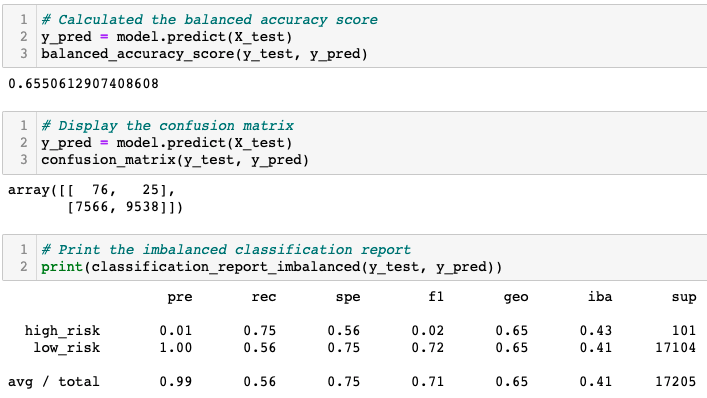 1 # Calculated the balanced accuracy score
2 y_pred = model.predict(X_test)
3 balanced_accuracy_score(y_test, y_pred)
0.6550612907408608
1 # Display the confusion matrix
2 y_pred = model.predict(X_test)
3 confusion_matrix(y_test, y_pred)
array([[  76,   25],
       [7566, 9538]])
1 # Print the imbalanced classification report
2 print(classification_report_imbalanced(y_test, y_pred))
pre rec spe f1 geo iba sup
high_risk 0.01 0.75 0.56 0.02 0.65 0.43 101
low_risk 1.00 0.56 0.75 0.72 0.65 0.41 17104
avg / total 0.99 0.56 0.75 0.71 0.65 0.41 17205